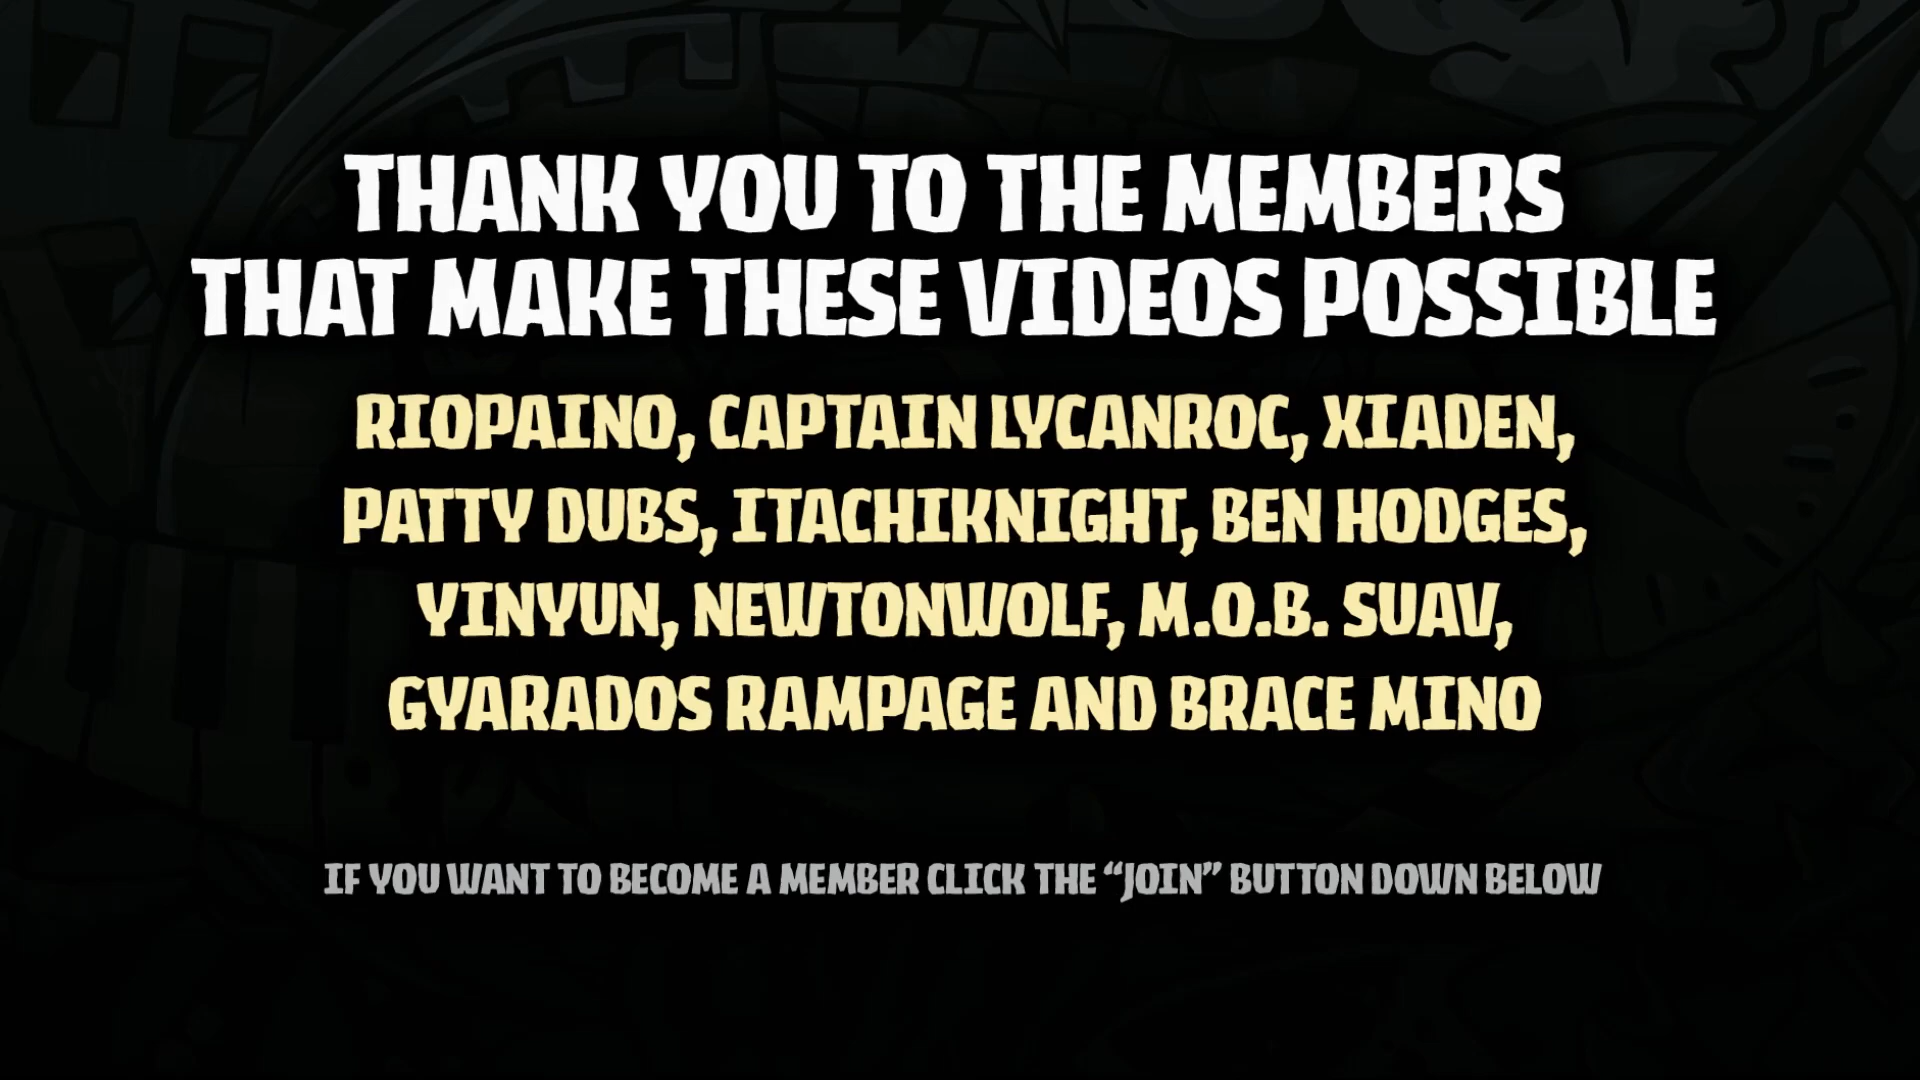 THANK YOU TO THE MEMBERS
THAT MAKE THESE VIDEOS POSSIBLE
RIOPAINO, CAPTAIN LYCANROC, XIADEN,
PATTY DUBS, ITACHIKNIGHT, BEN HODGES,
YINYUN, NEWTONWOLF, M.O.B. SUAV,
GYARADOS RAMPAGE AND BRACE MINO
IF YOU WANT TO BECOME A MEMBER CLICK THE “JOIN” BUTTON DOWN BELOW